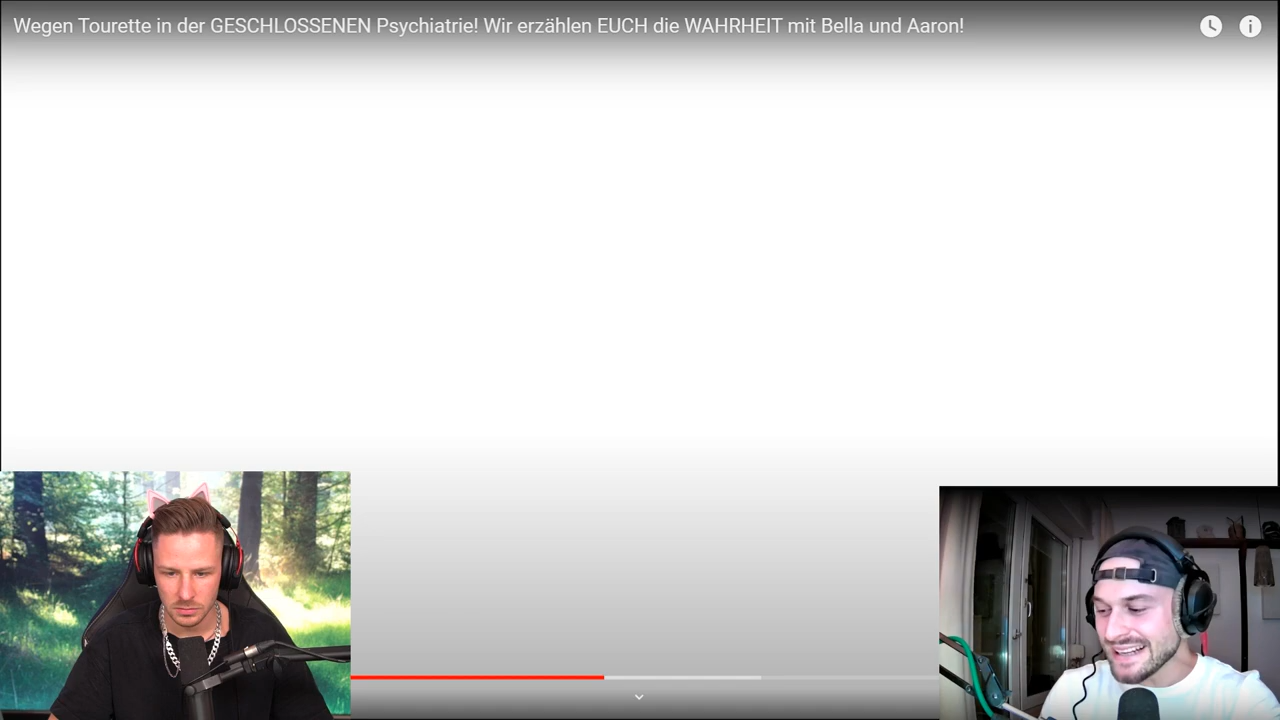 Wegen Tourette in der GESCHLOSSENEN Psychiatrie! Wir erzählen EUCH die WAHRHEIT mit Bella und Aaron!